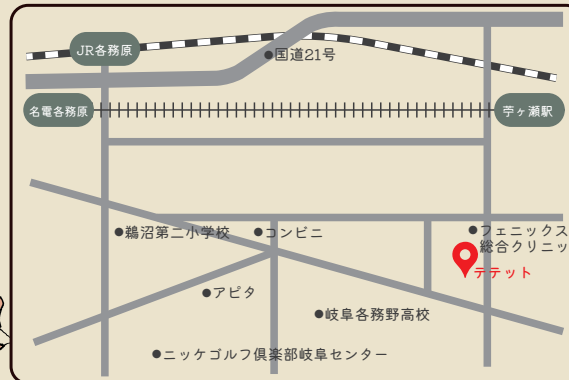 JR各務原
国道21号
名電各務原
苧ヶ瀬駅
鵜沼第二小学校
コンビニ
フェニックス
総合クリニッ
テテット
アピタ
岐阜各務野高校
ニッケゴルフ倶楽部岐阜センター